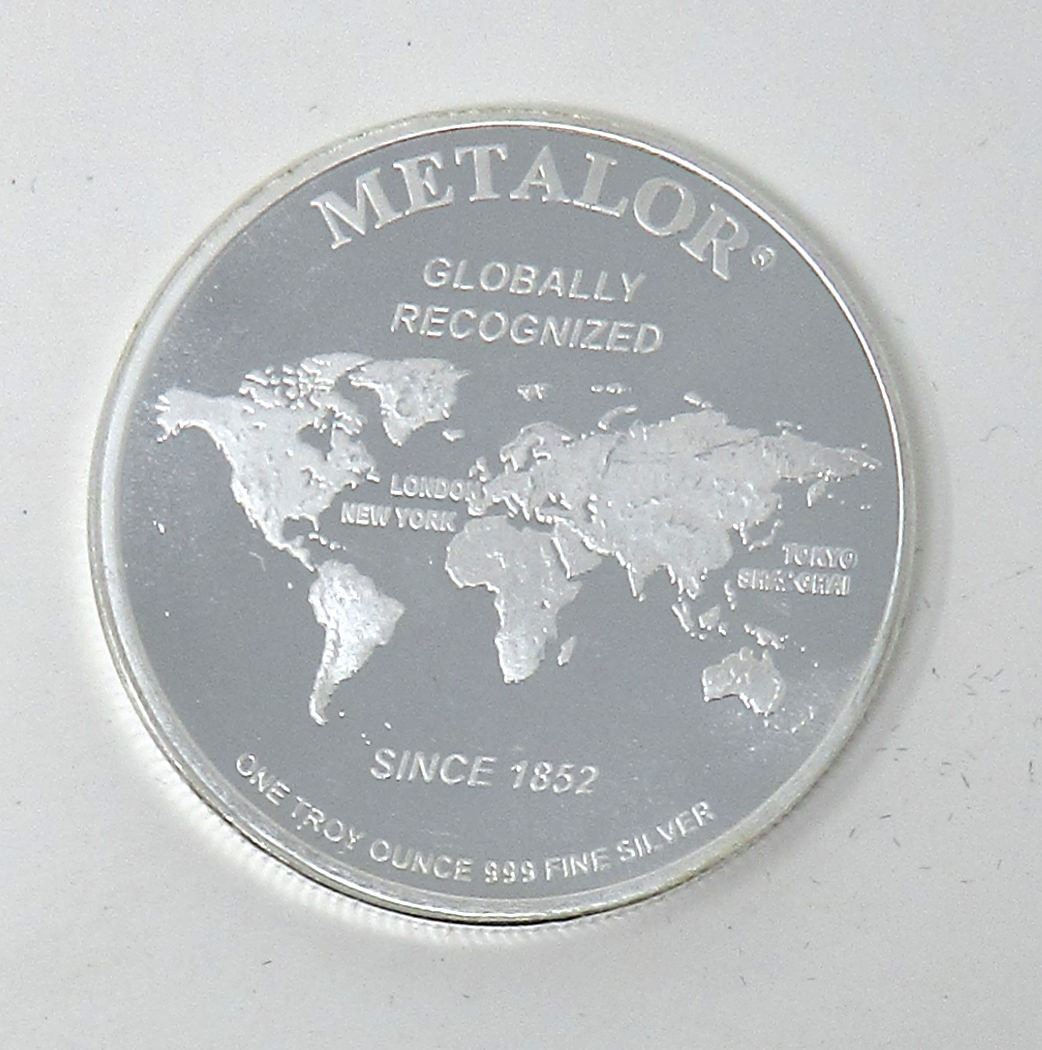 METALOR®
GLOBALLY
RECOGNIZED
LONDON
NEW YORK
TOKYO
SHANGHAI
SINCE 1852
ONE TROY OUNCE 999 FINE SILVER